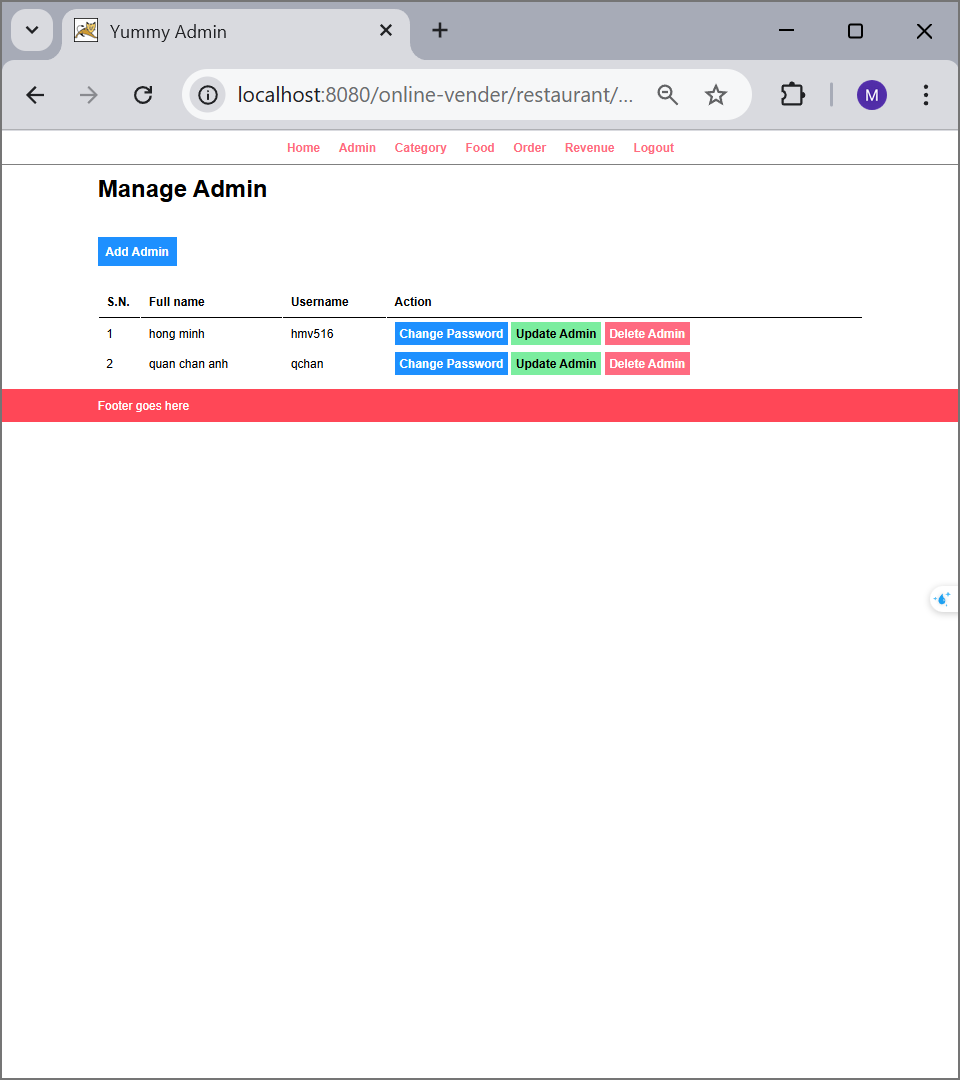 Yummy Admin
localhost:8080/online-vender/restaurant/...
M
Home Admin Category Food Order Revenue Logout
Manage Admin
Add Admin
S.N. Full name Username Action
1 hong minh hmv516 Change Password Update Admin Delete Admin
2 quan chan anh qchan Change Password Update Admin Delete Admin
Footer goes here